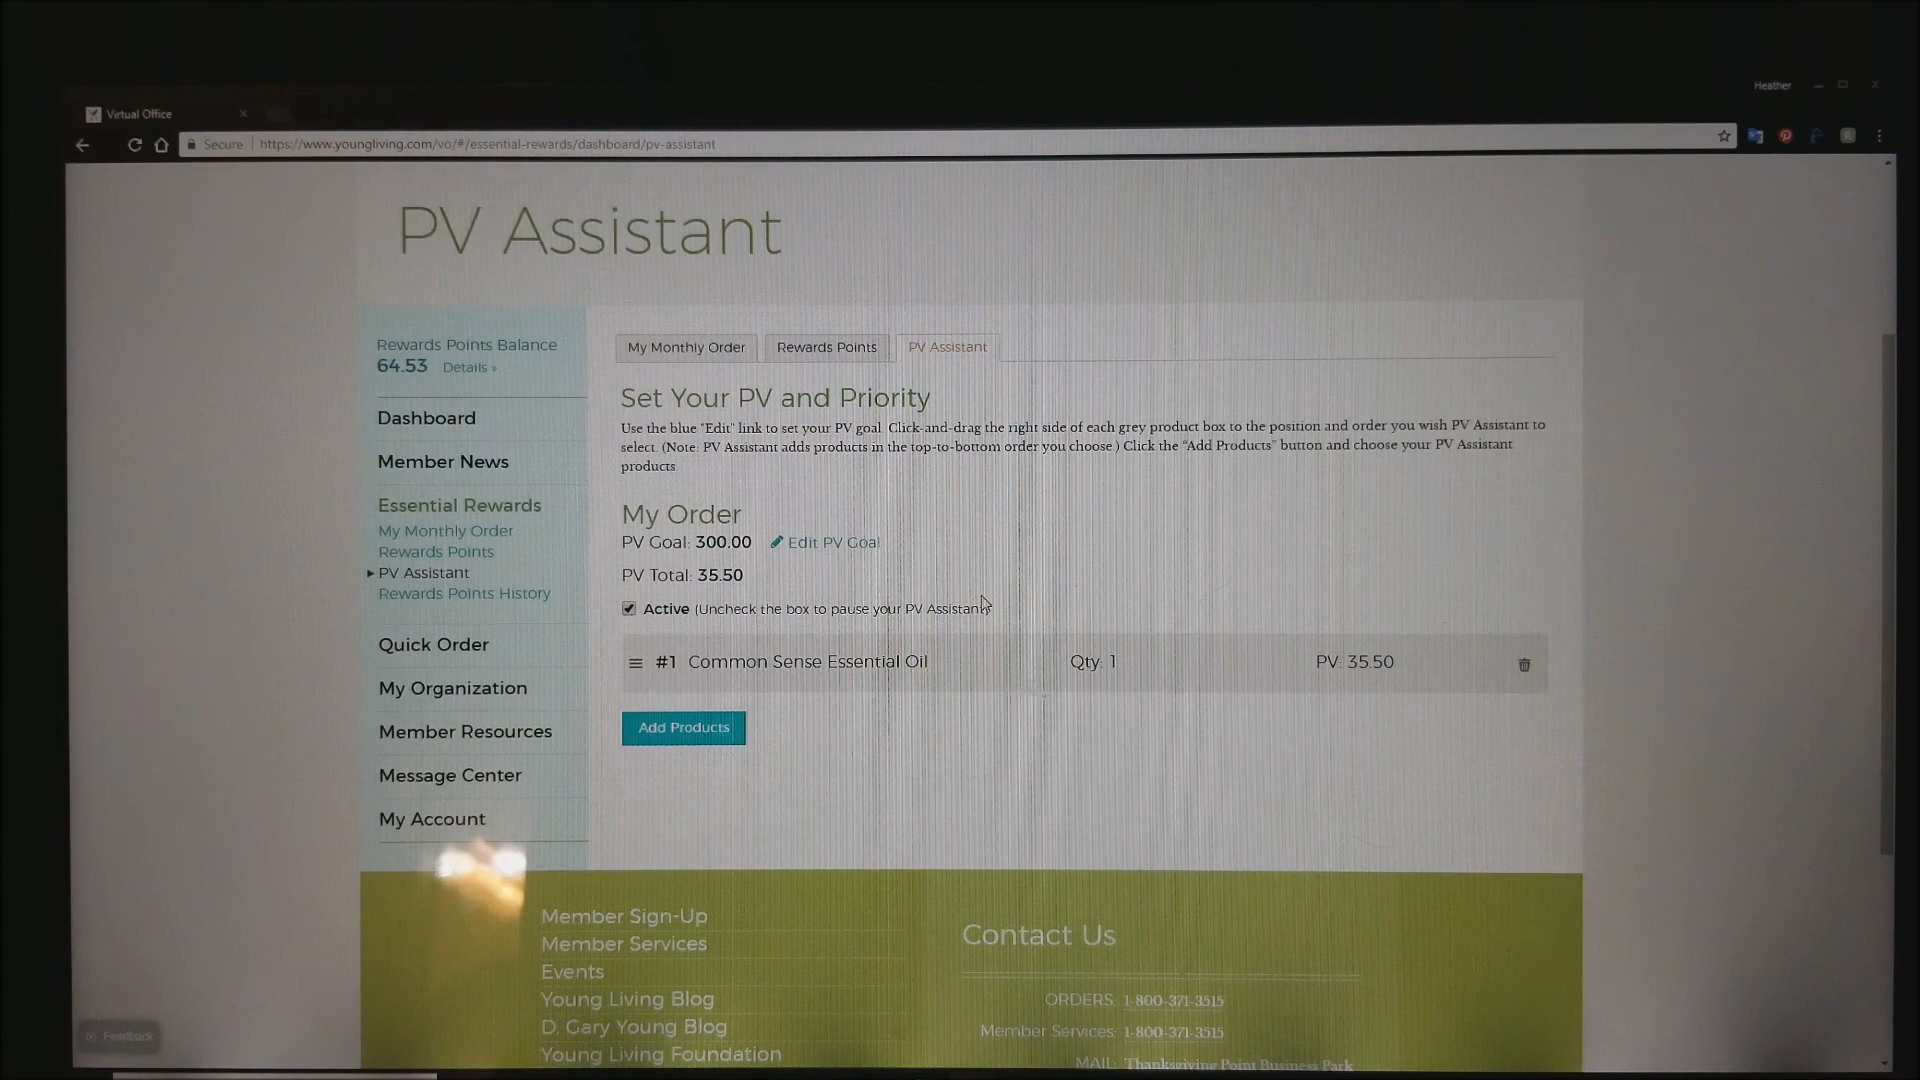 Heather
Virtual Office
Secure https://www.youngliving.com/vo/#/essential-rewards/dashboard/pv-assistant
PV Assistant
Rewards Points Balance
64.53 Details »
Dashboard
Member News
Essential Rewards
My Monthly Order
Rewards Points
PV Assistant
Rewards Points History
Quick Order
My Organization
Member Resources
Message Center
My Account
My Monthly Order Rewards Points PV Assistant
Set Your PV and Priority
Use the blue "Edit" link to set your PV goal. Click-and-drag the right side of each grey product box to the position and order you wish PV Assistant to
select. (Note: PV Assistant adds products in the top-to-bottom order you choose.) Click the "Add Products" button and choose your PV Assistant
products.
My Order
PV Goal: 300.00 Edit PV Goal
PV Total: 35.50
Active (Uncheck the box to pause your PV Assistant)
#1 Common Sense Essential Oil Qty: 1 PV: 35.50
Add Products
Member Sign-Up
Member Services
Events
Young Living Blog
D. Gary Young Blog
Young Living Foundation
Contact Us
ORDERS: 1-800-371-3515
Member Services: 1-800-371-3515
MAIL: Thanksgiving Point Business Park
Feedback